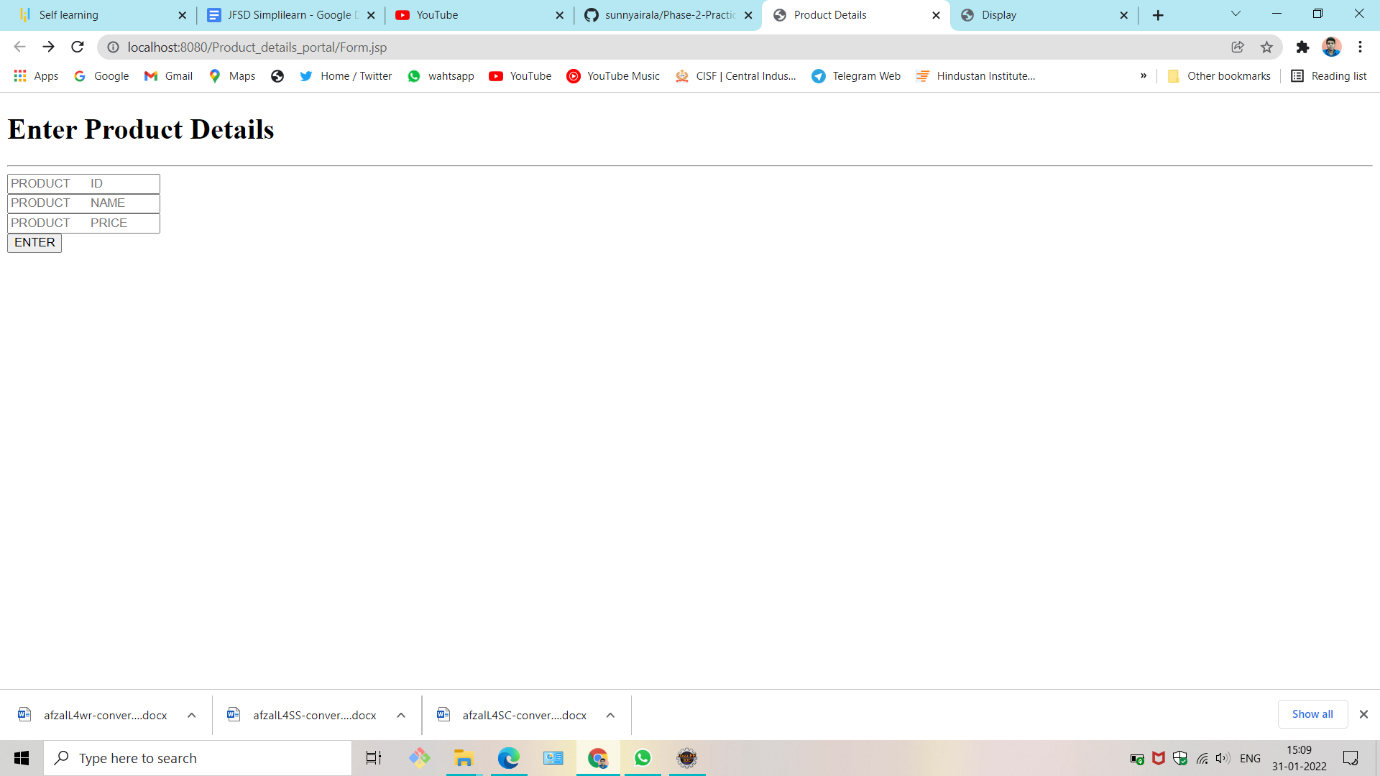 Self learning
JFSD Simplilearn - Google D
YouTube
sunnyairala/Phase-2-Practic
Product Details
Display
localhost:8080/Product_details_portal/Form.jsp
Apps
Google
Gmail
Maps
Home / Twitter
wahtsapp
YouTube
YouTube Music
CISF | Central Indus...
Telegram Web
Hindustan Institute...
»
Other bookmarks
Reading list
Enter Product Details
PRODUCT ID
PRODUCT NAME
PRODUCT PRICE
ENTER
afzalL4wr-conver....docx
afzalL4SS-conver....docx
afzalL4SC-conver....docx
Show all
Type here to search
ENG
15:09
31-01-2022